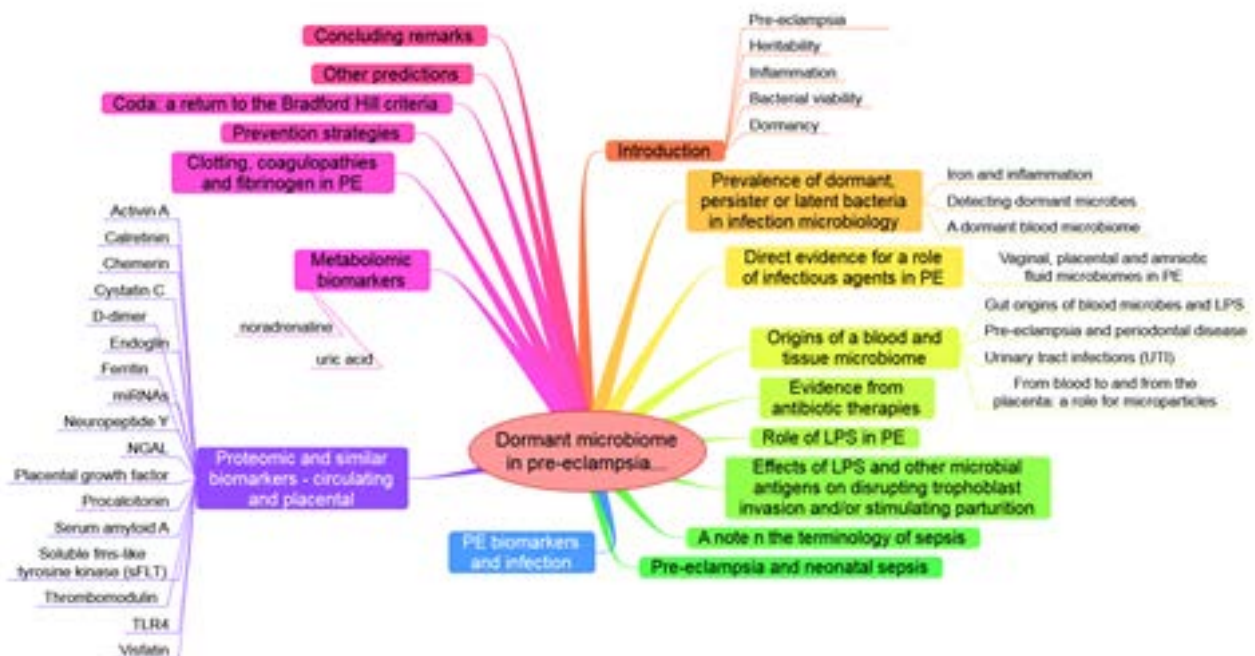 Concluding remarks
Other predictions
Coda: a return to the Bradford Hill criteria
Prevention strategies
Clotting, coagulopathies
and fibrinogen in PE
Metabolomic
biomarkers
noradrenaline
uric acid
Activin A
Calretinin
Chemerin
Cystatin C
D-dimer
Endoglin
Ferritin
miRNAs
Neuropeptide Y
NGAL
Placental growth factor
Procalcitonin
Serum amyloid A
Soluble fms-like
tyrosine kinase (sFLT)
Thrombomodulin
TLR4
Visfatin
Proteomic and similar
biomarkers - circulating
and placental
PE biomarkers
and infection
Dormant microbiome
in pre-eclampsia...
Pre-eclampsia
Heritability
Inflammation
Bacterial viability
Dormancy
Introduction
Prevalence of dormant,
persister or latent bacteria
in infection microbiology
Iron and inflammation
Detecting dormant microbes
A dormant blood microbiome
Direct evidence for a role
of infectious agents in PE
Vaginal, placental and amniotic
fluid microbiomes in PE
Origins of a blood and
tissue microbiome
Gut origins of blood microbes and LPS
Pre-eclampsia and periodontal disease
Urinary tract infections (UTI)
From blood to and from the
placenta: a role for microparticles
Evidence from
antibiotic therapies
Role of LPS in PE
Effects of LPS and other microbial
antigens on disrupting trophoblast
invasion and/or stimulating parturition
A note n the terminology of sepsis
Pre-eclampsia and neonatal sepsis